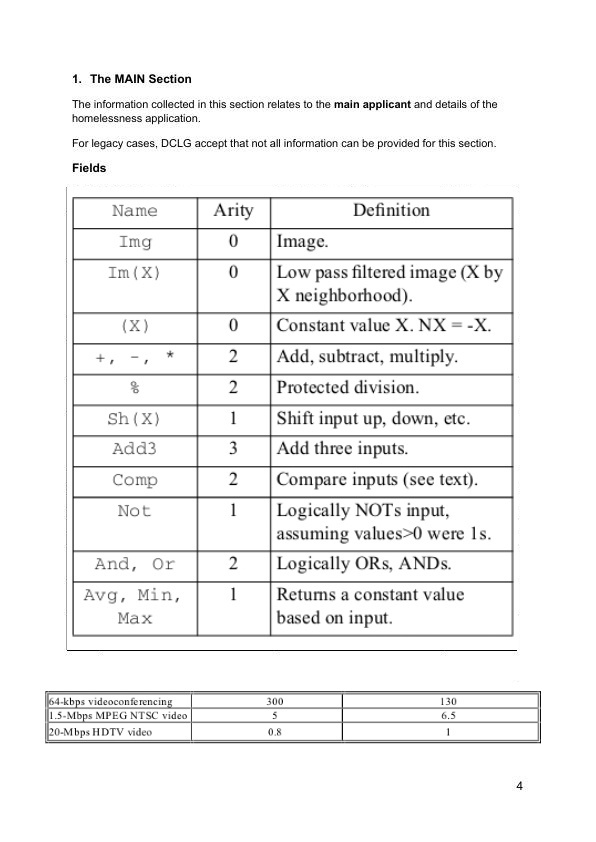 1. The MAIN Section
The information collected in this section relates to the main applicant and details of the
homelessness application.
For legacy cases, DCLG accept that not all information can be provided for this section.
Fields
Name Arity Definition
Img 0 Image.
Im(X) 0 Low pass filtered image (X by
X neighborhood).
(X) 0 Constant value X. NX = -X.
+, -, * 2 Add, subtract, multiply.
% 2 Protected division.
Sh(X) 1 Shift input up, down, etc.
Add3 3 Add three inputs.
Comp 2 Compare inputs (see text).
Not 1 Logically NOTs input,
assuming values>0 were 1s.
And, Or 2 Logically ORs, ANDs.
Avg, Min, 1 Returns a constant value
Max based on input.
64-kbps videoconferencing 300 130
1.5-Mbps MPEG NTSC video 5 6.5
20-Mbps HDTV video 0.8 1
4